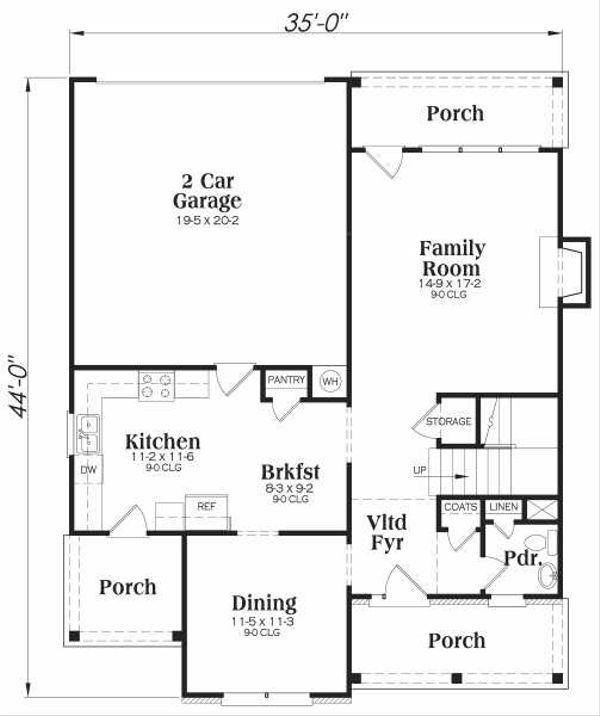 35'-0"
Porch
2 Car
Garage
19-5 X 20-2
Family
Room
14-9 X 17-2
9-0 CLG
44'-0"
PANTRY
WH
STORAGE
Kitchen
11-2 X 11-6
9-0 CLG
Brkfst
8-3 X 9-2
9-0 CLG
DW
UP
REF
COATS
LINEN
Vltd
Fyr
Pdr.
Porch
Dining
11-5 X 11-3
9-0 CLG
Porch